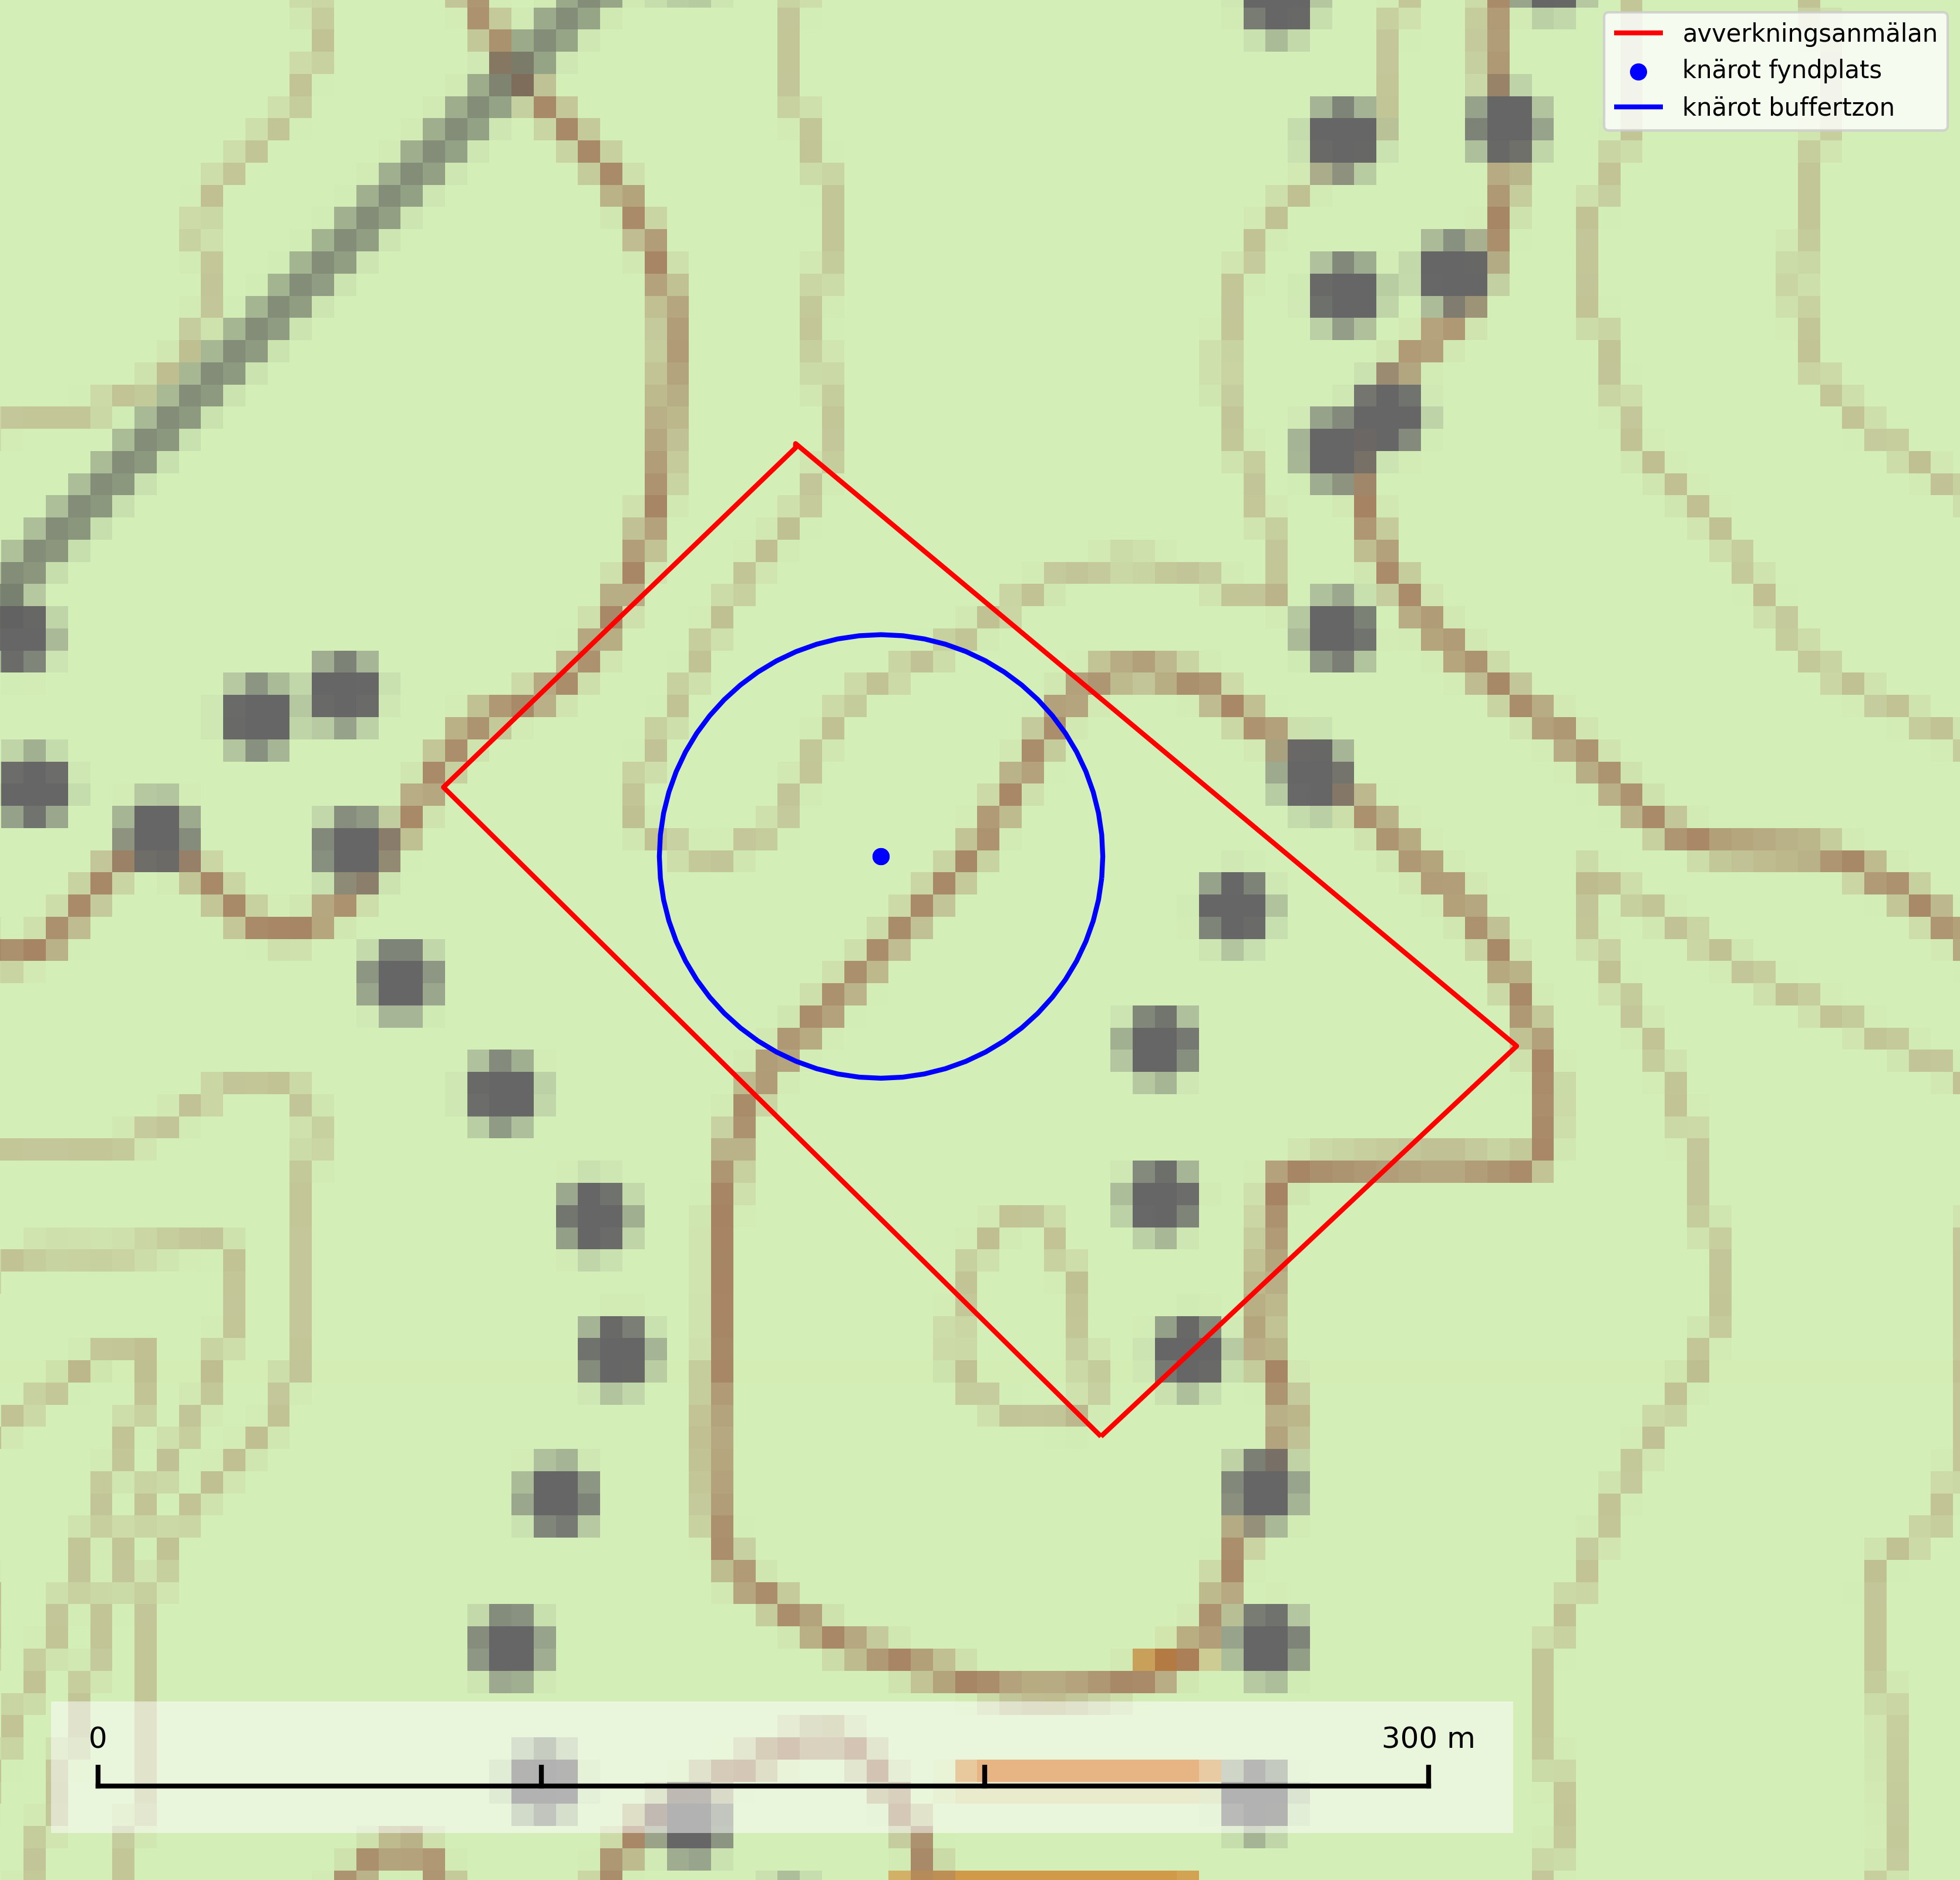 avverkningsanmälan
knärot fyndplats
knärot buffertzon
0
300 m